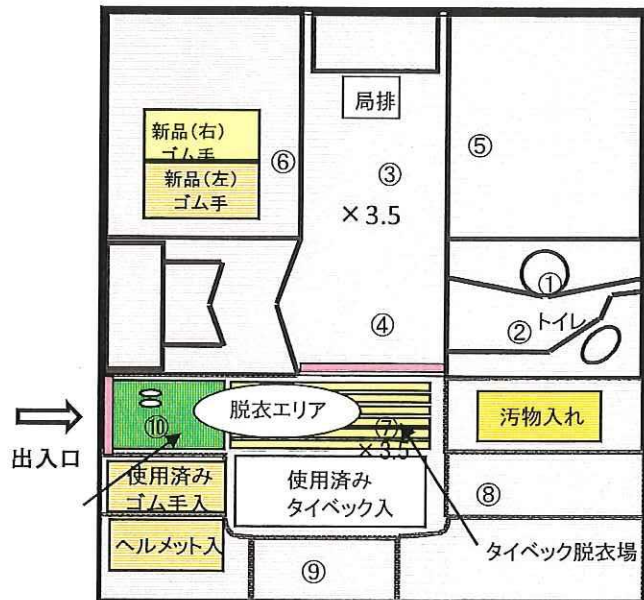 局排
新品(右)
ゴム手
新品(左)
ゴム手
⑥
③
⑤
×3.5
①
②
トイレ
④
出入口
⑩
脱衣エリア
⑦
×3.5
汚物入れ
使用済み
ゴム手入
使用済み
タイベック入
⑧
ヘルメット入
⑨
タイベック脱衣場